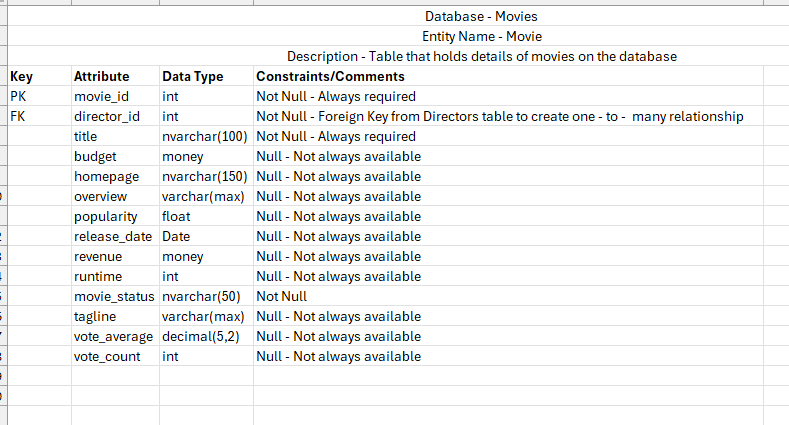 Database - Movies
Entity Name - Movie
Description - Table that holds details of movies on the database
Key Attribute Data Type Constraints/Comments
PK movie_id int Not Null - Always required
FK director_id int Not Null - Foreign Key from Directors table to create one - to -  many relationship
title nvarchar(100) Not Null - Always required
budget money Null - Not always available
homepage nvarchar(150) Null - Not always available
overview varchar(max) Null - Not always available
popularity float Null - Not always available
release_date Date Null - Not always available
revenue money Null - Not always available
runtime int Null - Not always available
movie_status nvarchar(50) Not Null
tagline varchar(max) Null - Not always available
vote_average decimal(5,2) Null - Not always available
vote_count int Null - Not always available